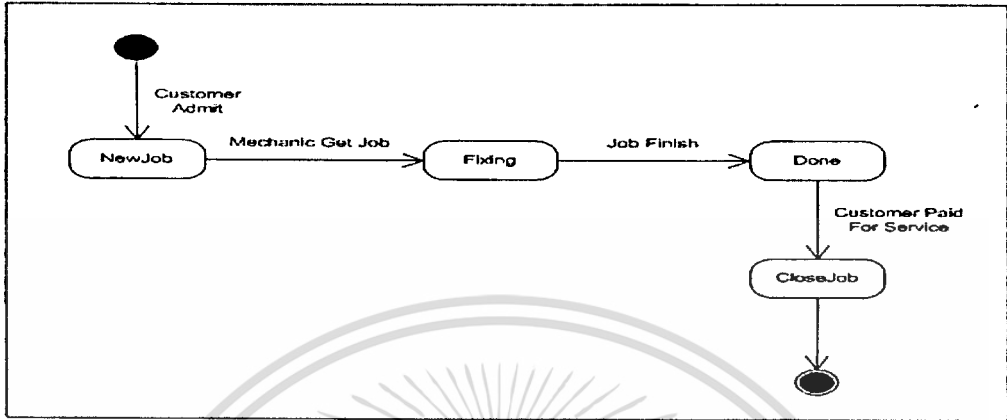 Customer
Admit
NewJob
Mechanic Get Job
Fixing
Job Finish
Done
Customer Paid
For Service
CloseJob